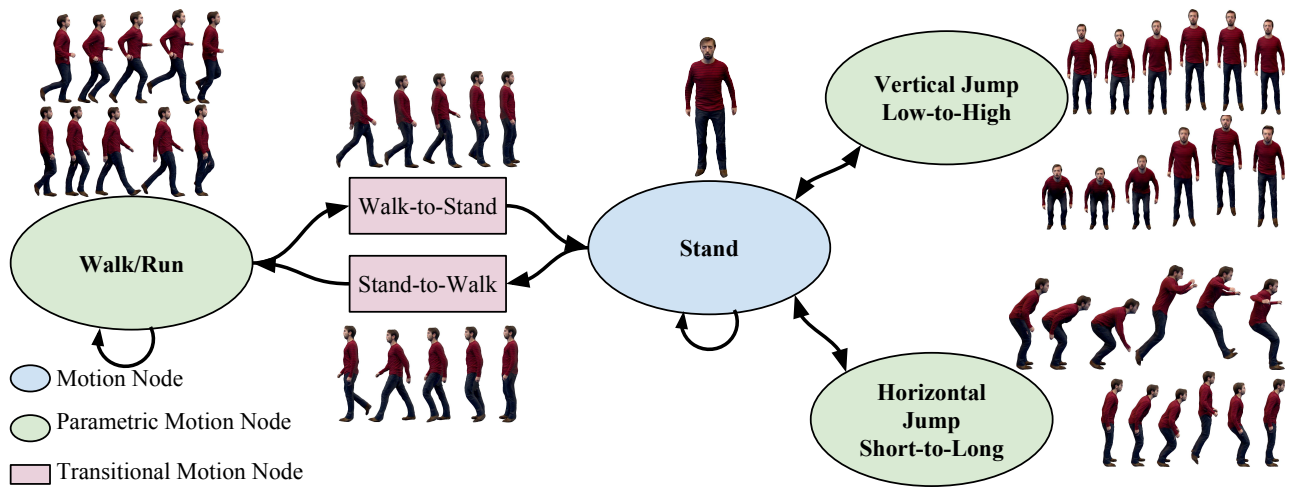 Vertical Jump
Low-to-High
Walk-to-Stand
Walk/Run
Stand
Stand-to-Walk
Horizontal
Jump
Short-to-Long
Motion Node
Parametric Motion Node
Transitional Motion Node